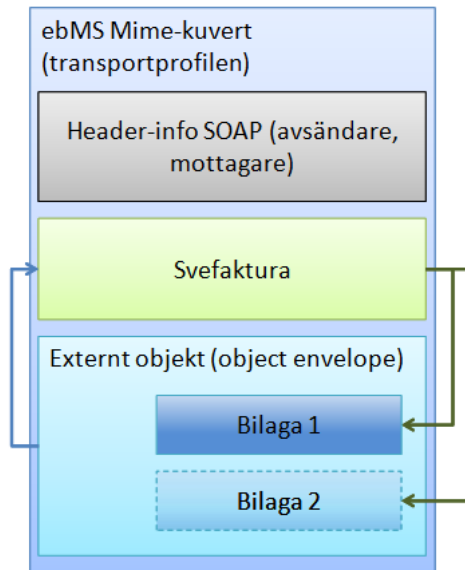 ebMS Mime-kuvert
(transportprofilen)
Header-info SOAP (avsändare,
mottagare)
Svefaktura
Externt objekt (object envelope)
Bilaga 1
Bilaga 2